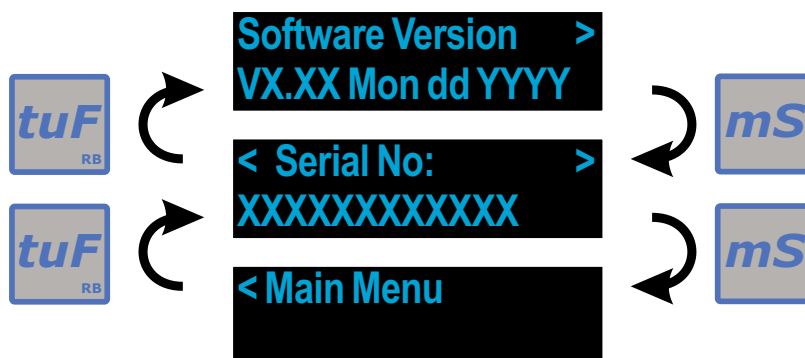 Software Version >
VX.XX Mon dd YYYY
tuF
RB
mS
< Serial No: >
XXXXXXXXXXXX
tuF
RB
mS
< Main Menu